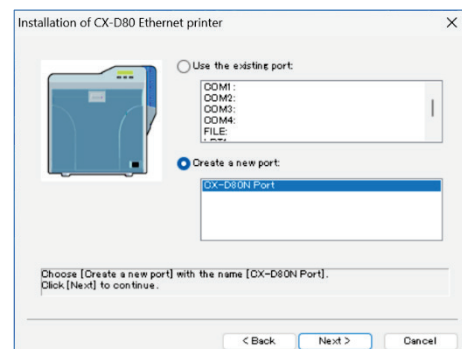 Installation of CX-D80 Ethernet printer
Use the existing port:
COM1:
COM2:
COM3:
COM4:
FILE:
Create a new port:
CX-D80N Port
Choose [Create a new port] with the name [CX-D80N Port].
Click [Next] to continue.
< Back
Next >
Cancel